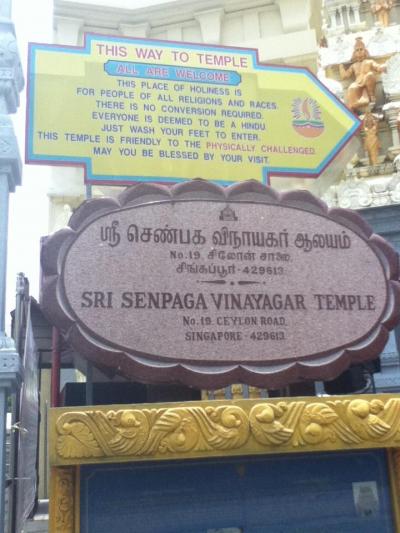 THIS WAY TO TEMPLE
ALL ARE WELCOME
THIS PLACE OF HOLINESS IS
FOR PEOPLE OF ALL RELIGIONS AND RACES.
THERE IS NO CONVERSION REQUIRED.
EVERYONE IS DEEMED TO BE A HINDU.
JUST WASH YOUR FEET TO ENTER.
THIS TEMPLE IS FRIENDLY TO THE PHYSICALLY CHALLENGED.
MAY YOU BE BLESSED BY YOUR VISIT.
ஸ்ரீ செண்பக விநாயகர் ஆலயம்
No.19, சிலோன் சாலை,
சிங்கப்பூர்-429613
SRI SENPAGA VINAYAGAR TEMPLE
No.19, CEYLON ROAD,
SINGAPORE-429613